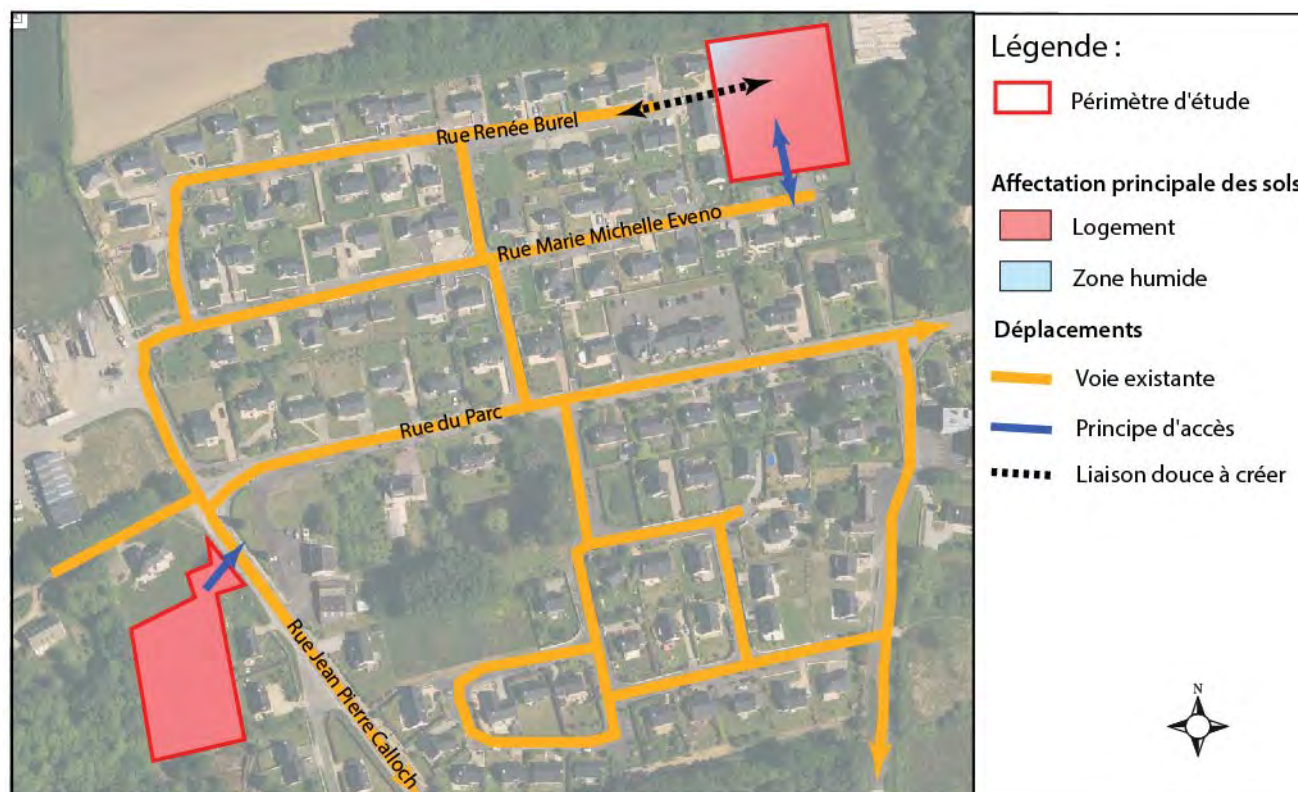 Rue Renée Burel
Rue Marie Michelle Eveno
Rue du Parc
Rue Jean Pierre Calloch
Légende :
Périmètre d'étude
Affectation principale des sols
Logement
Zone humide
Déplacements
Voie existante
Principe d'accès
Liaison douce à créer
N